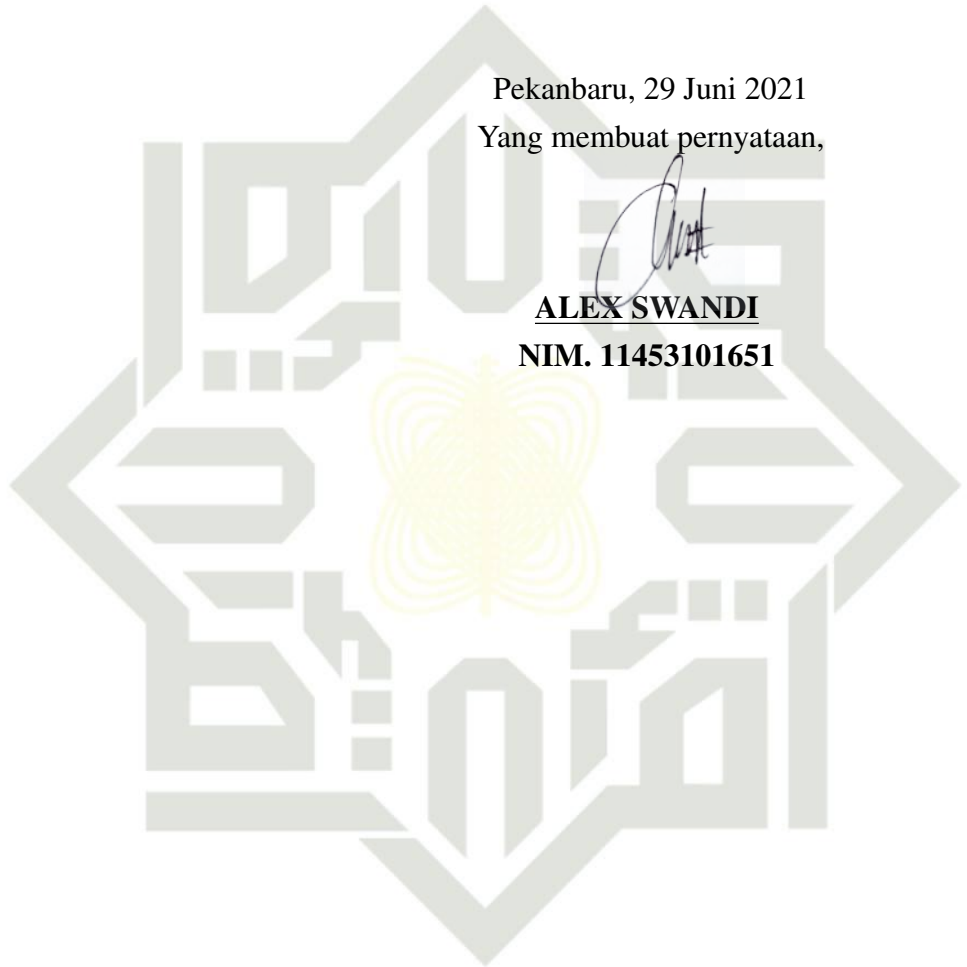 Pekanbaru, 29 Juni 2021
Yang membuat pernyataan,
ALEX SWANDI
NIM. 11453101651